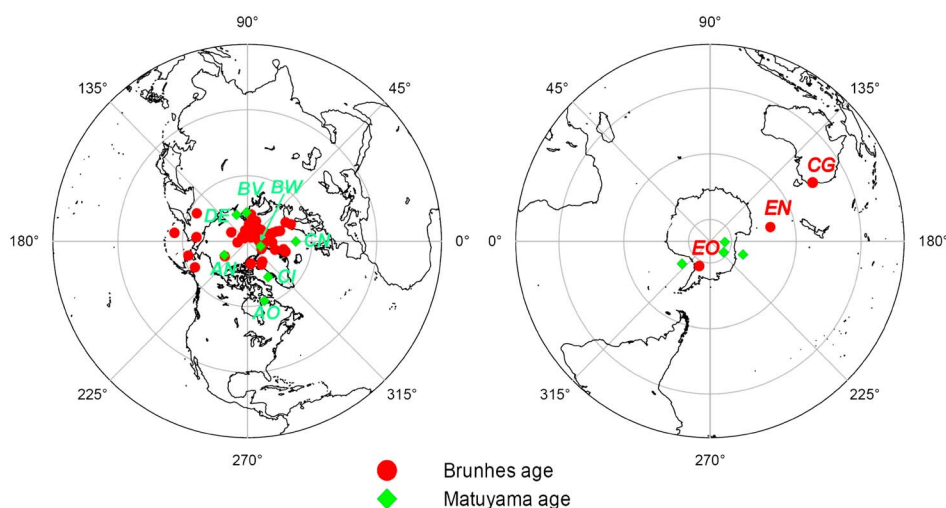 90°
90°
135°
45°
135°
45°
CG
BV
BW
EN
DE
180°
CN
0°
0°
180°
EO
AN
CI
AO
225°
315°
315°
225°
270°
270°
Brunhes age
Matuyama age